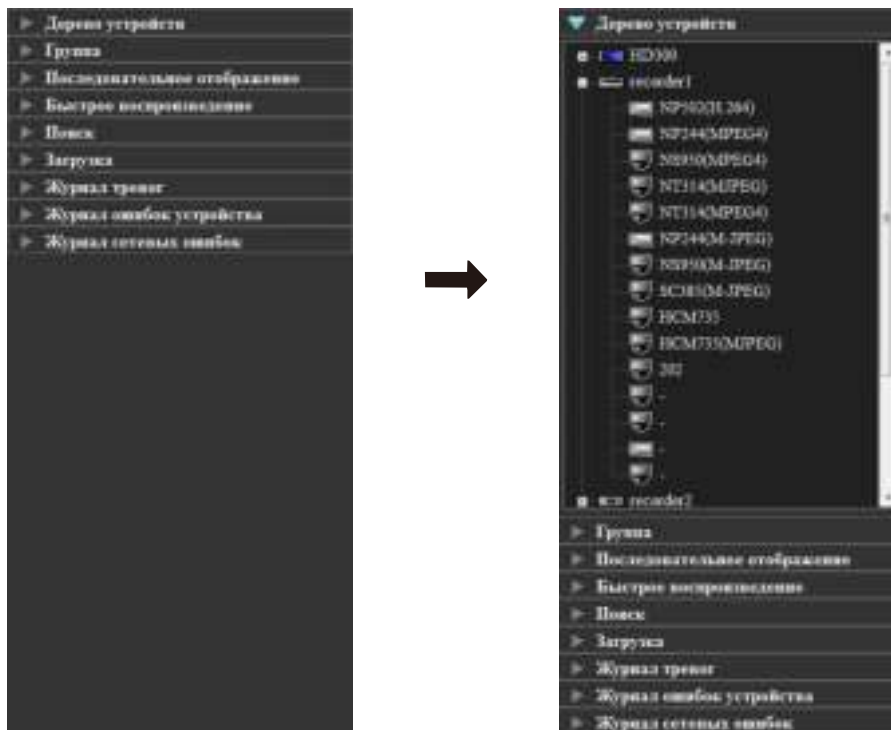 Дерево устройств
Группа
Последовательное отображение
Быстрое воспроизведение
Поиск
Загрузка
Журнал тревог
Журнал ошибок устройства
Журнал сетевых ошибок
Дерево устройств
HD300
recorder1
NP502(H.264)
NP244(MPEG4)
NS950(MPEG4)
NT314(MJPEG)
NT314(MPEG4)
NP244(M-JPEG)
NS950(M-JPEG)
SC385(M-JPEG)
HCM735
HCM735(MJPEG)
202
-
-
-
-
recorder2
Группа
Последовательное отображение
Быстрое воспроизведение
Поиск
Загрузка
Журнал тревог
Журнал ошибок устройства
Журнал сетевых ошибок